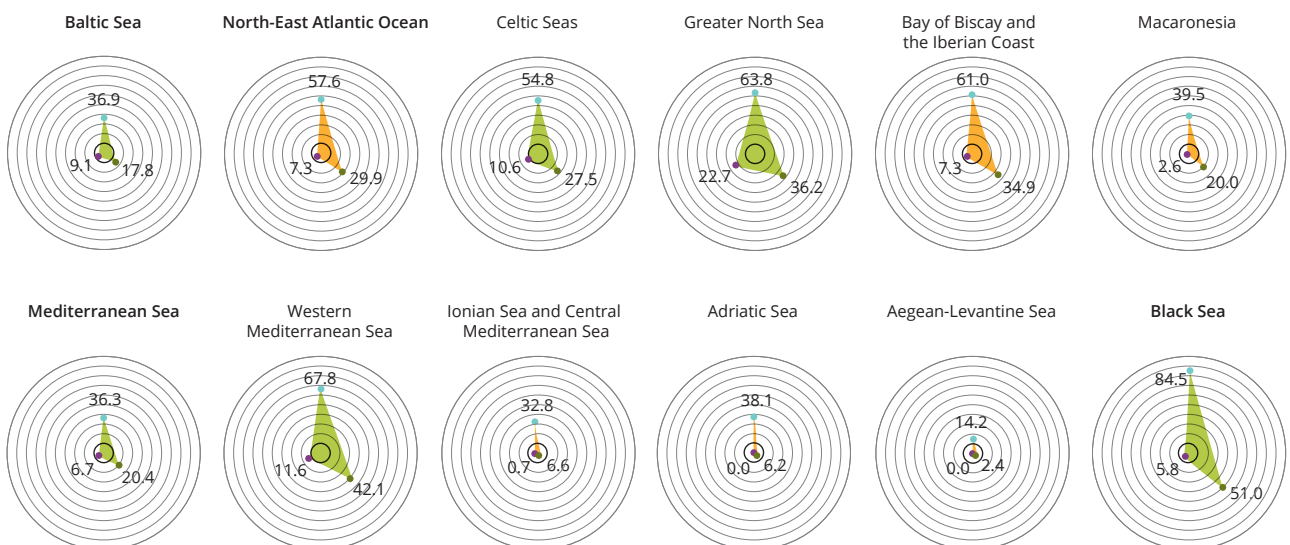 Baltic Sea
36.9
9.1
17.8
North-East Atlantic Ocean
57.6
7.3
29.9
Celtic Seas
54.8
10.6
27.5
Greater North Sea
63.8
22.7
36.2
Bay of Biscay and
the Iberian Coast
61.0
7.3
34.9
Macaronesia
39.5
2.6
20.0
Mediterranean Sea
36.3
6.7
20.4
Western
Mediterranean Sea
67.8
11.6
42.1
Ionian Sea and Central
Mediterranean Sea
32.8
0.7
6.6
Adriatic Sea
38.1
0.0
6.2
Aegean-Levantine Sea
14.2
0.0
2.4
Black Sea
84.5
5.8
51.0